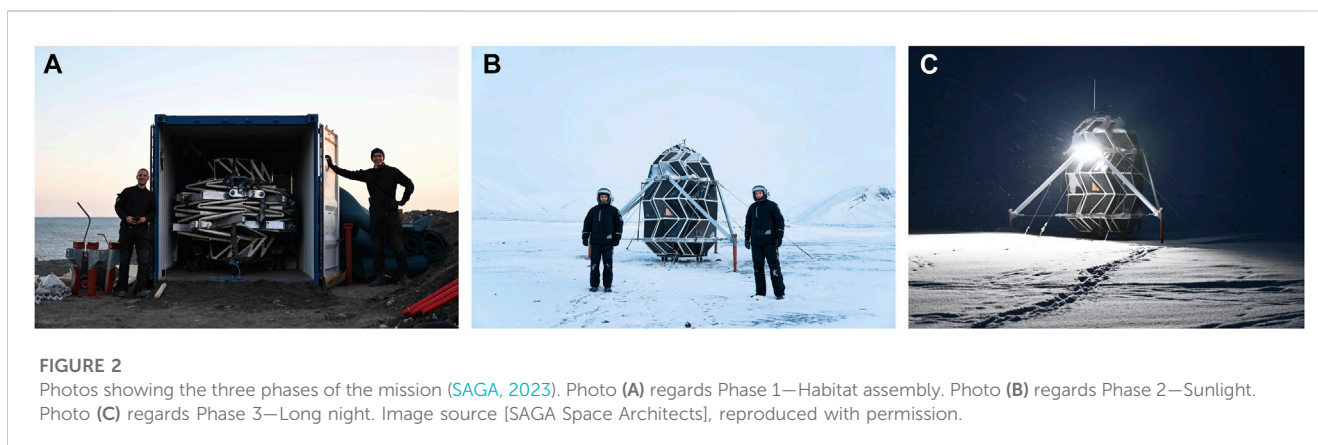 A
B
C
FIGURE 2
Photos showing the three phases of the mission (SAGA, 2023). Photo (A) regards Phase 1—Habitat assembly. Photo (B) regards Phase 2—Sunlight.
Photo (C) regards Phase 3—Long night. Image source [SAGA Space Architects], reproduced with permission.